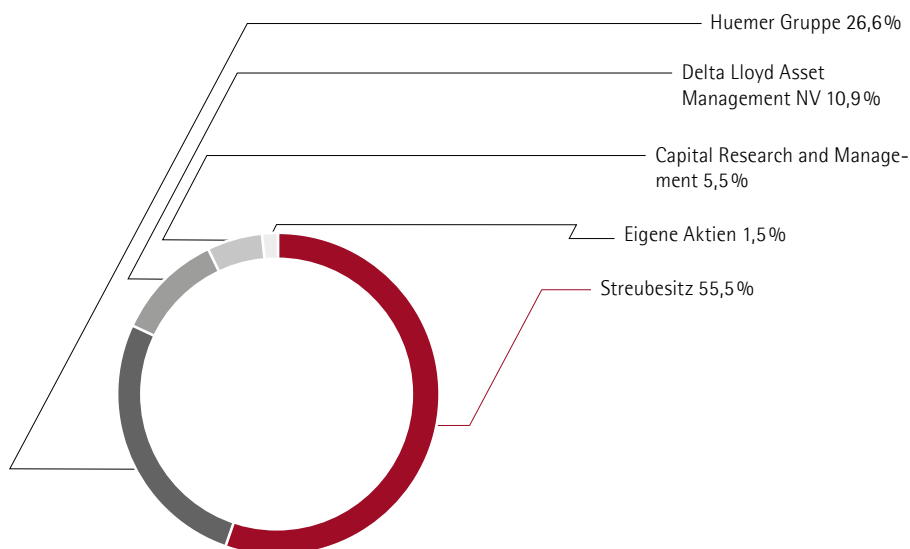 Huemer Gruppe 26,6%
Delta Lloyd Asset
Management NV 10,9%
Capital Research and Manage-
ment 5,5%
Eigene Aktien 1,5%
Streubesitz 55,5%